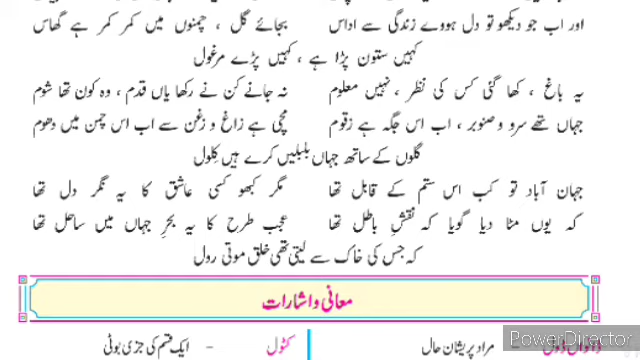 اور اب جو دیکھو تو دل ہووے زندگی سے اداس بجائے گل ، چمنوں میں کمر کمر ہے گھاس
کہیں ستون پڑا ہے ، کہیں پڑے مرغول
یہ باغ ، کھا گئی کس کی نظر ، نہیں معلوم نہ جانے کن نے رکھا یاں قدم ، وہ کون تھا شوم
جہاں تھے سرو و صنوبر ، اب اس جگہ ہے زقوم مچی ہے زاغ و زغن سے اب اس چمن میں دھوم
گلوں کے ساتھ جہاں بلبلیں کرے ہیں کِلول
جہان آباد تو کب اس ستم کے قابل تھا مگر کبھو کسی عاشق کا یہ نگر دل تھا
کہ یوں مٹا دیا گویا کہ نقشِ باطل تھا عجب طرح کا یہ بحرِ جہاں میں ساحل تھا
کہ جس کی خاک سے لیتی تھی خلق موتی رول
معانی و اشارات
ڈانواں ڈول - مراد پریشان حال کٹول - ایک قسم کی جڑی بوٹی
PowerDirector